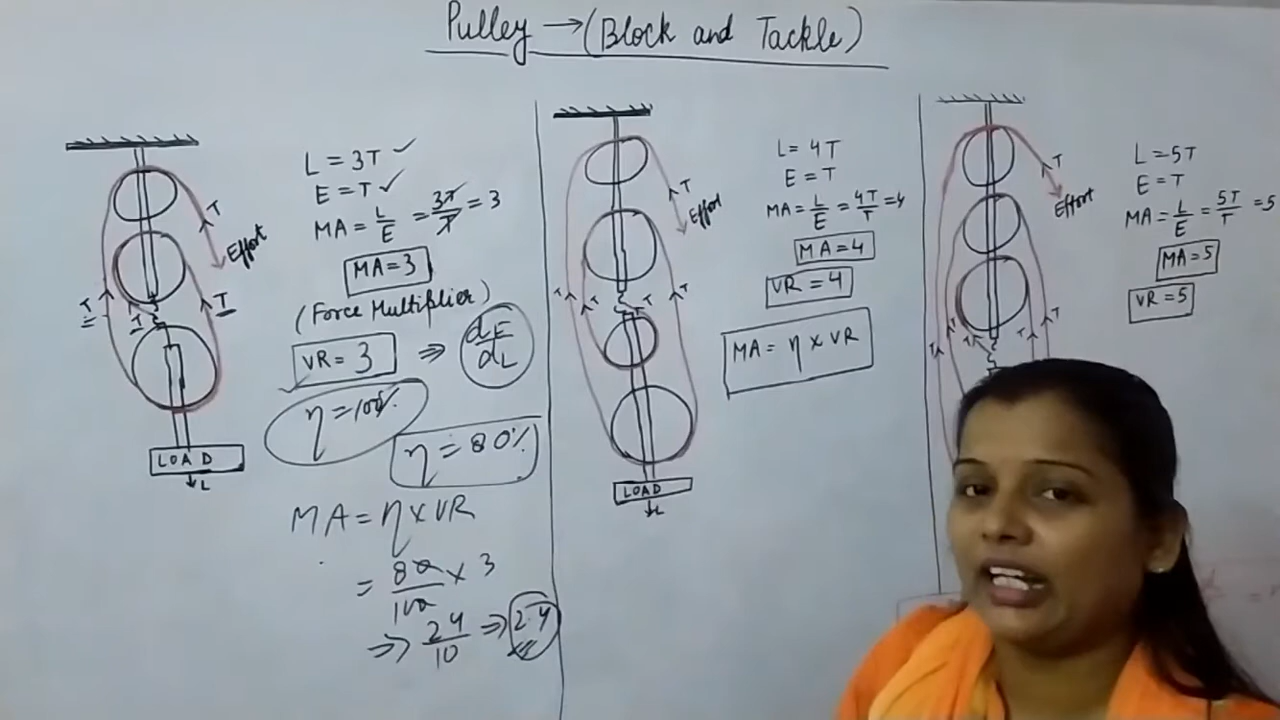 Pulley → (Block and Tackle)
L = 3T ✓
E = T ✓
MA = L/E = 3T/T = 3
MA = 3
(Force Multiplier)
VR = 3 ⇒ dE/dL
η = 100%
η = 80%
MA = η x VR
= 80/100 x 3
⇒ 24/10 ⇒ 2.4
T
Effort
T
T
T
LOAD
L
L = 4T
E = T
MA = L/E = 4T/T = 4
MA = 4
VR = 4
MA = η x VR
T
Effort
T
T
T
T
LOAD
L
L = 5T
E = T
MA = L/E = 5T/T = 5
MA = 5
VR = 5
T
Effort
T
T
T
T
T